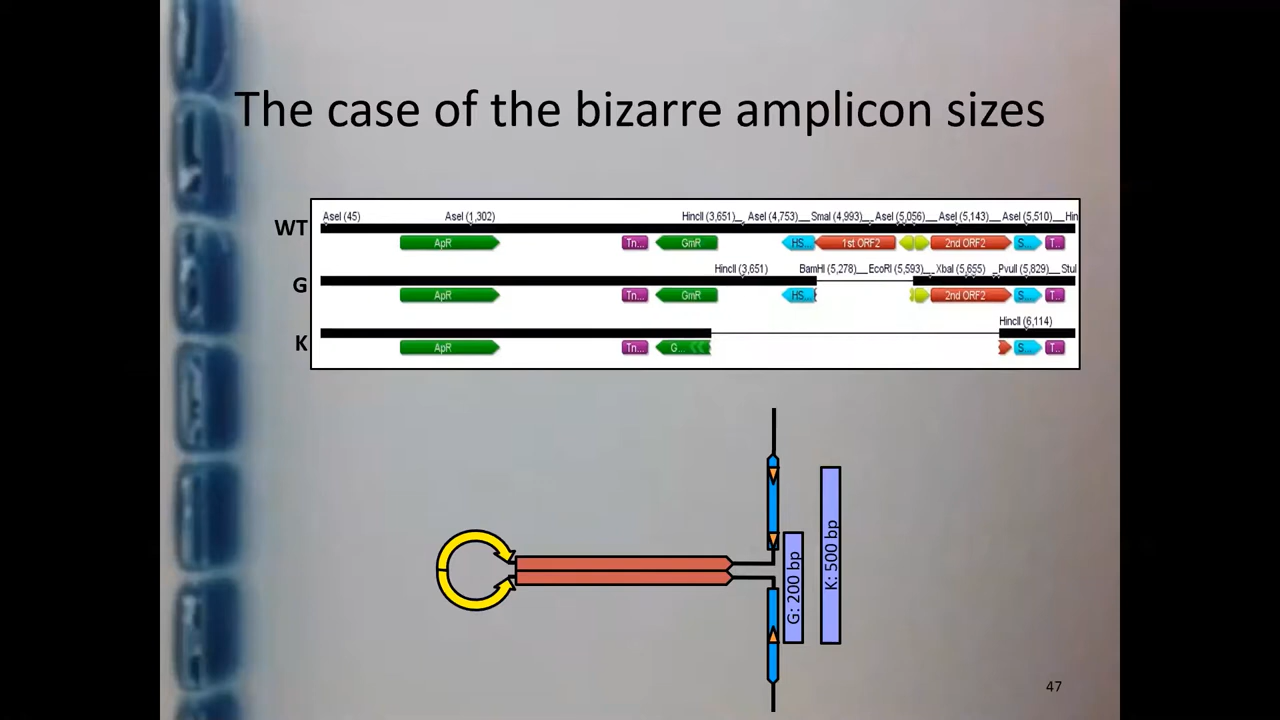 The case of the bizarre amplicon sizes
WT
AseI (45) AseI (1,302) HincII (3,651) AseI (4,753) SmaI (4,993) AseI (5,056) AseI (5,143) AseI (5,510) Hin
ApR Tn... GmR HS... 1st ORF2 2nd ORF2 S... T..
G
HincII (3,651) BamHI (5,278) EcoRI (5,593) XbaI (5,655) PvuII (5,829) StuI
ApR Tn... GmR HS... 2nd ORF2 S... T..
K
HincII (6,114)
ApR Tn... G... S... T..
G: 200 bp
K: 500 bp
47